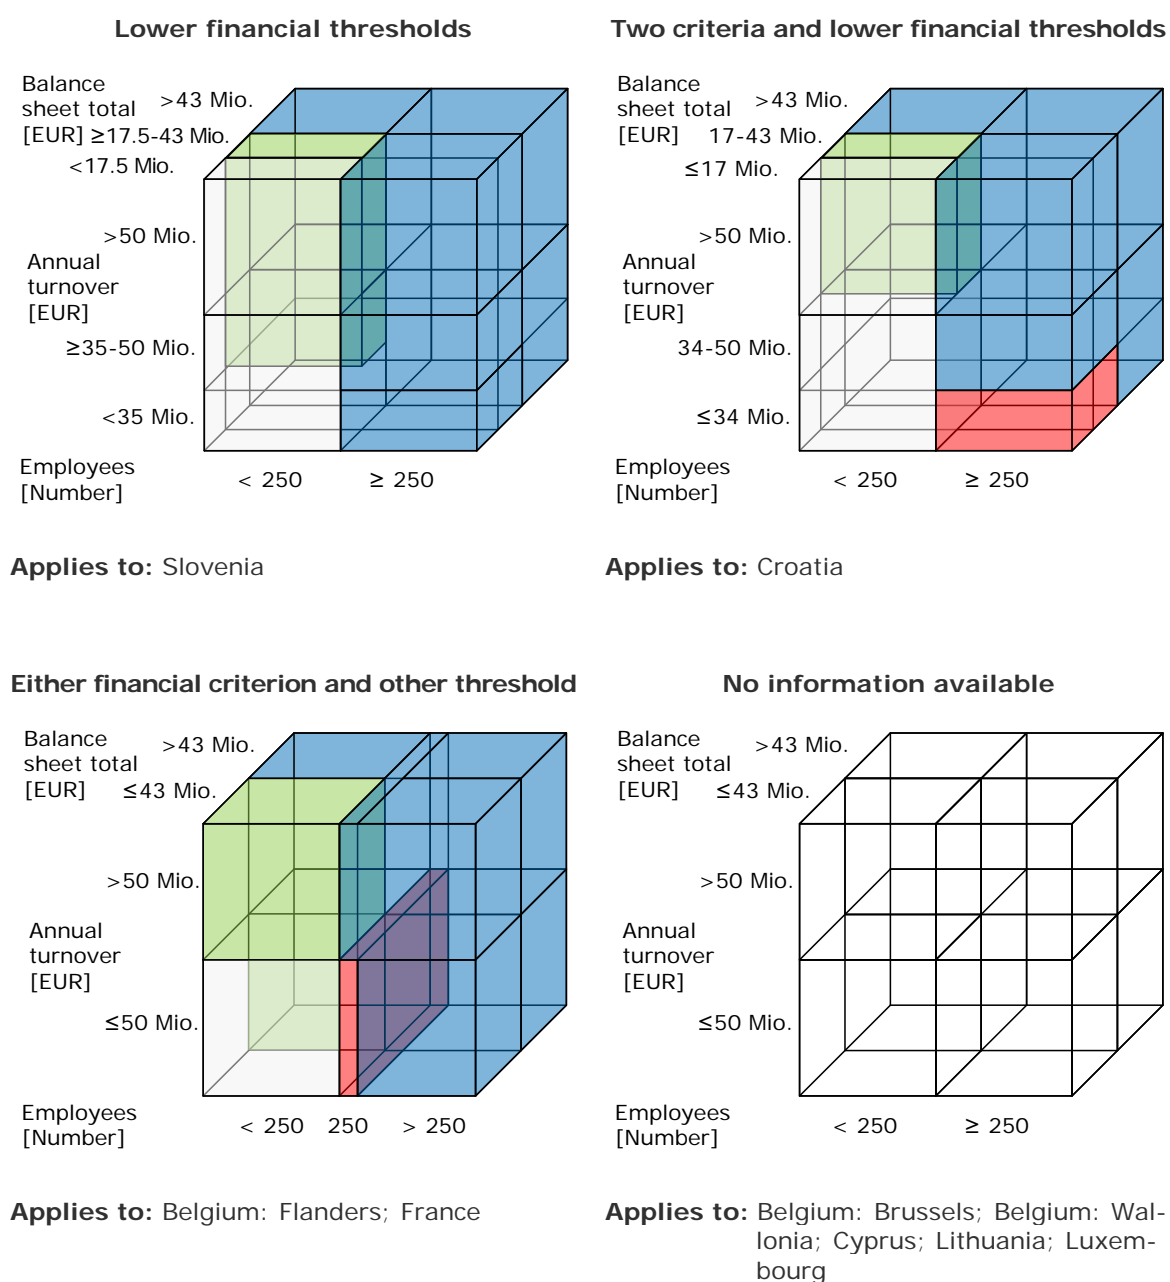 Lower financial thresholds
Balance
sheet total >43 Mio.
[EUR] ≥17.5-43 Mio.
<17.5 Mio.
>50 Mio.
Annual
turnover
[EUR]
≥35-50 Mio.
<35 Mio.
Employees
[Number]
< 250 ≥ 250
Applies to: Slovenia
Two criteria and lower financial thresholds
Balance
sheet total >43 Mio.
[EUR] 17-43 Mio.
≤17 Mio.
>50 Mio.
Annual
turnover
[EUR]
34-50 Mio.
≤34 Mio.
Employees
[Number]
< 250 ≥ 250
Applies to: Croatia
Either financial criterion and other threshold
Balance
sheet total >43 Mio.
[EUR] ≤43 Mio.
>50 Mio.
Annual
turnover
[EUR]
≤50 Mio.
Employees
[Number]
< 250 250 > 250
Applies to: Belgium: Flanders; France
No information available
Balance
sheet total >43 Mio.
[EUR] ≤43 Mio.
>50 Mio.
Annual
turnover
[EUR]
≤50 Mio.
Employees
[Number]
< 250 ≥ 250
Applies to: Belgium: Brussels; Belgium: Wal-
lonia; Cyprus; Lithuania; Luxem-
bourg